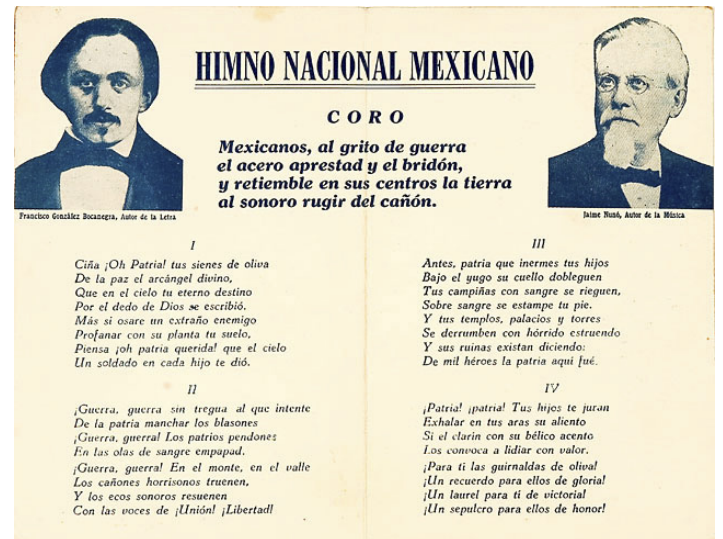 HIMNO NACIONAL MEXICANO
CORO
Mexicanos, al grito de guerra
el acero aprestad y el bridón,
y retiemble en sus centros la tierra
al sonoro rugir del cañón.
Francisco González Bocanegra, Autor de la Letra
Jaime Nunó, Autor de la Música
I
Ciña ¡Oh Patria! tus sienes de oliva
De la paz el arcángel divino,
Que en el cielo tu eterno destino
Por el dedo de Dios se escribió.
Más si osare un extraño enemigo
Profanar con su planta tu suelo,
Piensa ¡oh patria querida! que el cielo
Un soldado en cada hijo te dió.
II
¡Guerra, guerra sin tregua al que intente
De la patria manchar los blasones
¡Guerra, guerra! Los patrios pendones
En las olas de sangre empapad.
¡Guerra, guerra! En el monte, en el valle
Los cañones horrísonos truenen,
Y los ecos sonoros resuenen
Con las voces de ¡Unión! ¡Libertad!
III
Antes, patria que inermes tus hijos
Bajo el yugo su cuello dobleguen
Tus campiñas con sangre se rieguen,
Sobre sangre se estampe tu pie.
Y tus templos, palacios y torres
Se derrumben con hórrido estruendo
Y sus ruinas existan diciendo:
De mil héroes la patria aquí fué.
IV
¡Patria! ¡patria! Tus hijos te juran
Exhalar en tus aras su aliento
Si el clarín con su bélico acento
Los convoca a lidiar con valor.
¡Para ti las guirnaldas de oliva!
¡Un recuerdo para ellos de gloria!
¡Un laurel para ti de victoria!
¡Un sepulcro para ellos de honor!